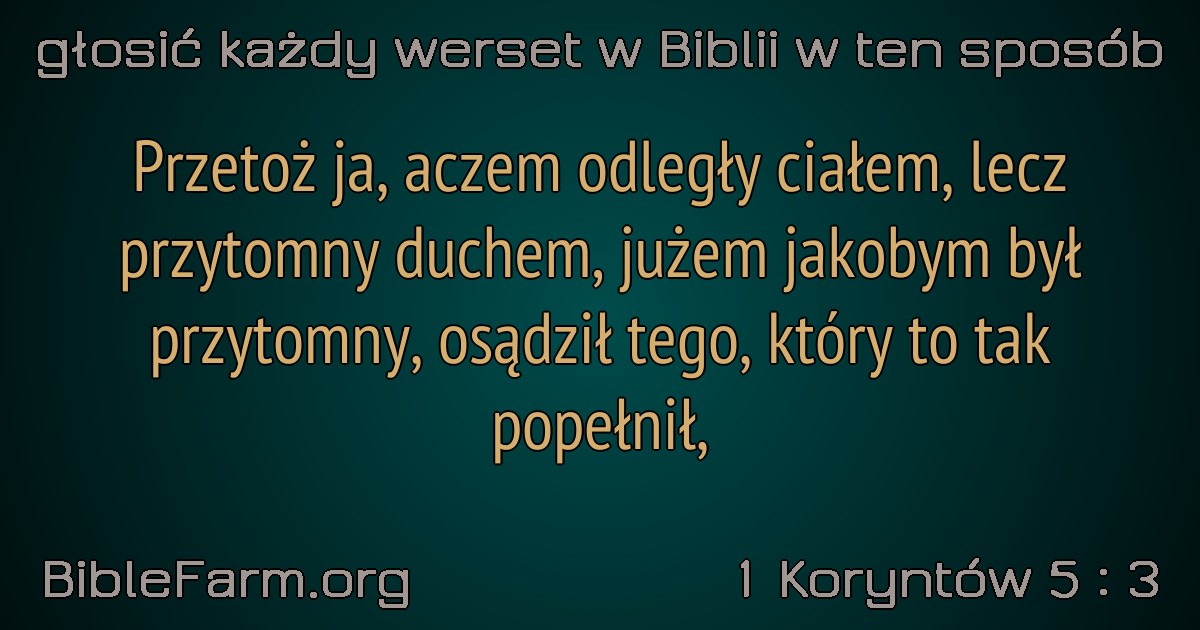 głosić każdy werset w Biblii w ten sposób
Przetoż ja, aczem odległy ciałem, lecz
przytomny duchem, jużem jakobym był
przytomny, osądził tego, który to tak
popełnił,
BibleFarm.org
1 Koryntów 5 : 3